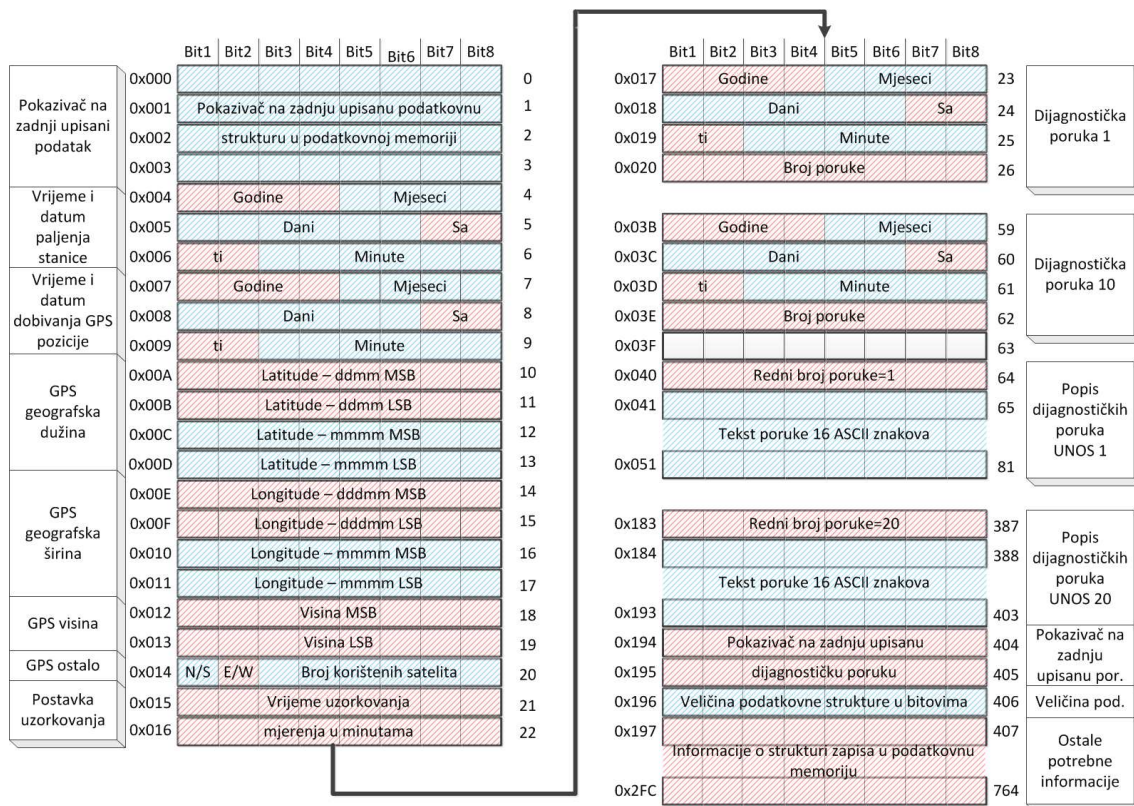 Bit1 Bit2 Bit3 Bit4 Bit5 Bit6 Bit7 Bit8
Pokazivač na
zadnji upisani
podatak
0x000 0
0x001 Pokazivač na zadnju upisanu podatkovnu 1
0x002 strukturu u podatkovnoj memoriji 2
0x003 3
Vrijeme i
datum
paljenja
stanice
0x004 Godine Mjeseci 4
0x005 Dani Sa 5
0x006 ti Minute 6
Vrijeme i
datum
dobivanja GPS
pozicije
0x007 Godine Mjeseci 7
0x008 Dani Sa 8
0x009 ti Minute 9
GPS
geografska
dužina
0x00A Latitude – ddmm MSB 10
0x00B Latitude – ddmm LSB 11
0x00C Latitude – mmmm MSB 12
0x00D Latitude – mmmm LSB 13
GPS
geografska
širina
0x00E Longitude – dddmm MSB 14
0x00F Longitude – dddmm LSB 15
0x010 Longitude – mmmm MSB 16
0x011 Longitude – mmmm LSB 17
GPS visina
0x012 Visina MSB 18
0x013 Visina LSB 19
GPS ostalo
0x014 N/S E/W Broj korištenih satelita 20
Postavka
uzorkovanja
0x015 Vrijeme uzorkovanja 21
0x016 mjerenja u minutama 22
Bit1 Bit2 Bit3 Bit4 Bit5 Bit6 Bit7 Bit8
0x017 Godine Mjeseci 23
0x018 Dani Sa 24
0x019 ti Minute 25
0x020 Broj poruke 26
Dijagnostička
poruka 1
0x03B Godine Mjeseci 59
0x03C Dani Sa 60
0x03D ti Minute 61
0x03E Broj poruke 62
Dijagnostička
poruka 10
0x03F 63
0x040 Redni broj poruke=1 64
0x041 65
Tekst poruke 16 ASCII znakova
0x051 81
Popis
dijagnostičkih
poruka
UNOS 1
0x183 Redni broj poruke=20 387
0x184 388
Tekst poruke 16 ASCII znakova
0x193 403
Popis
dijagnostičkih
poruka
UNOS 20
0x194 Pokazivač na zadnju upisanu 404
0x195 dijagnostičku poruku 405
Pokazivač na
zadnju
upisanu por.
0x196 Veličina podatkovne strukture u bitovima 406
Veličina pod.
0x197 407
Informacije o strukturi zapisa u podatkovnu
memoriju
0x2FC 764
Ostale
potrebne
informacije